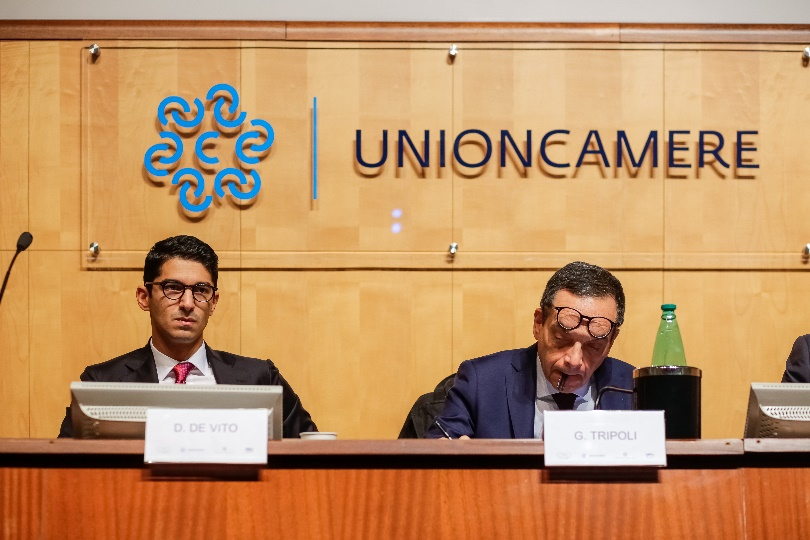 UNIONCAMERE
D. DE VITO
G. TRIPOLI